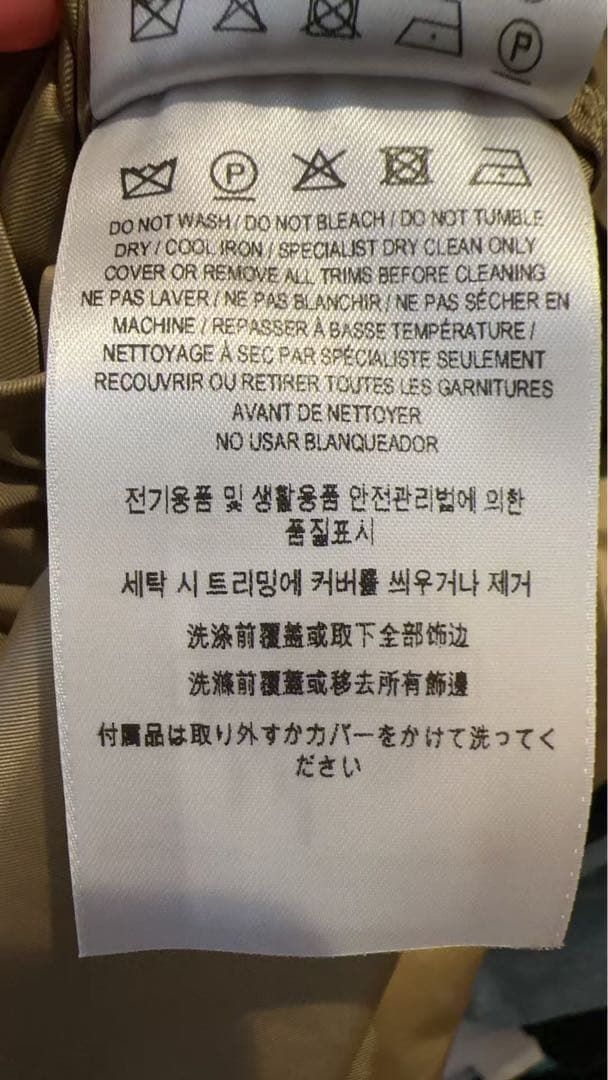 P
P
DO NOT WASH / DO NOT BLEACH / DO NOT TUMBLE
DRY / COOL IRON / SPECIALIST DRY CLEAN ONLY
COVER OR REMOVE ALL TRIMS BEFORE CLEANING
NE PAS LAVER / NE PAS BLANCHIR / NE PAS SÉCHER EN
MACHINE / REPASSER À BASSE TEMPÉRATURE /
NETTOYAGE À SEC PAR SPÉCIALISTE SEULEMENT
RECOUVRIR OU RETIRER TOUTES LES GARNITURES
AVANT DE NETTOYER
NO USAR BLANQUEADOR
전기용품 및 생활용품 안전관리법에 의한
품질표시
세탁 시 트리밍에 커버를 씌우거나 제거
洗涤前覆盖或取下全部饰边
洗滌前覆蓋或移去所有飾邊
付属品は取り外すかカバーをかけて洗ってく
ださい